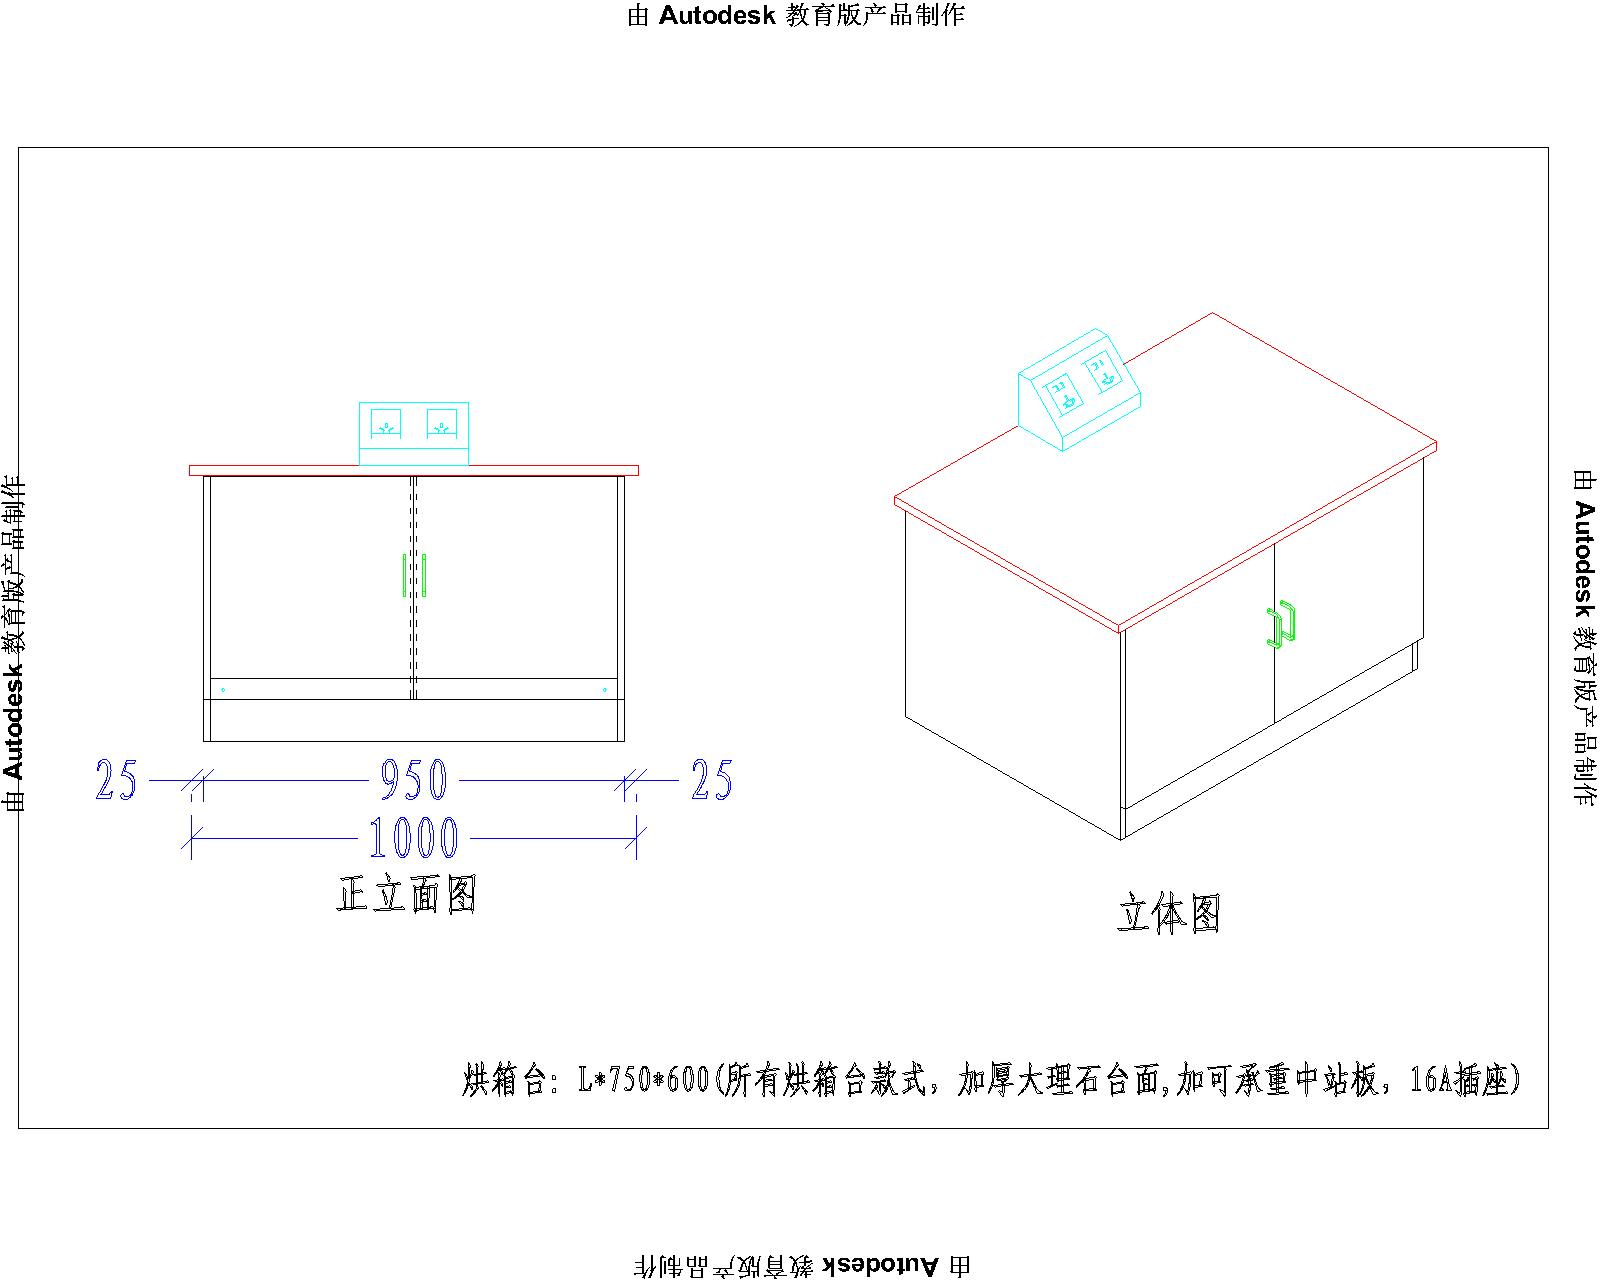 由 Autodesk 教育版产品制作
由 Autodesk 教育版产品制作
由 Autodesk 教育版产品制作
25
950
25
1000
正立面图
立体图
烘箱台: L*750*600(所有烘箱台款式, 加厚大理石台面,加可承重中站板, 16A插座)
由 Autodesk 教育版产品制作